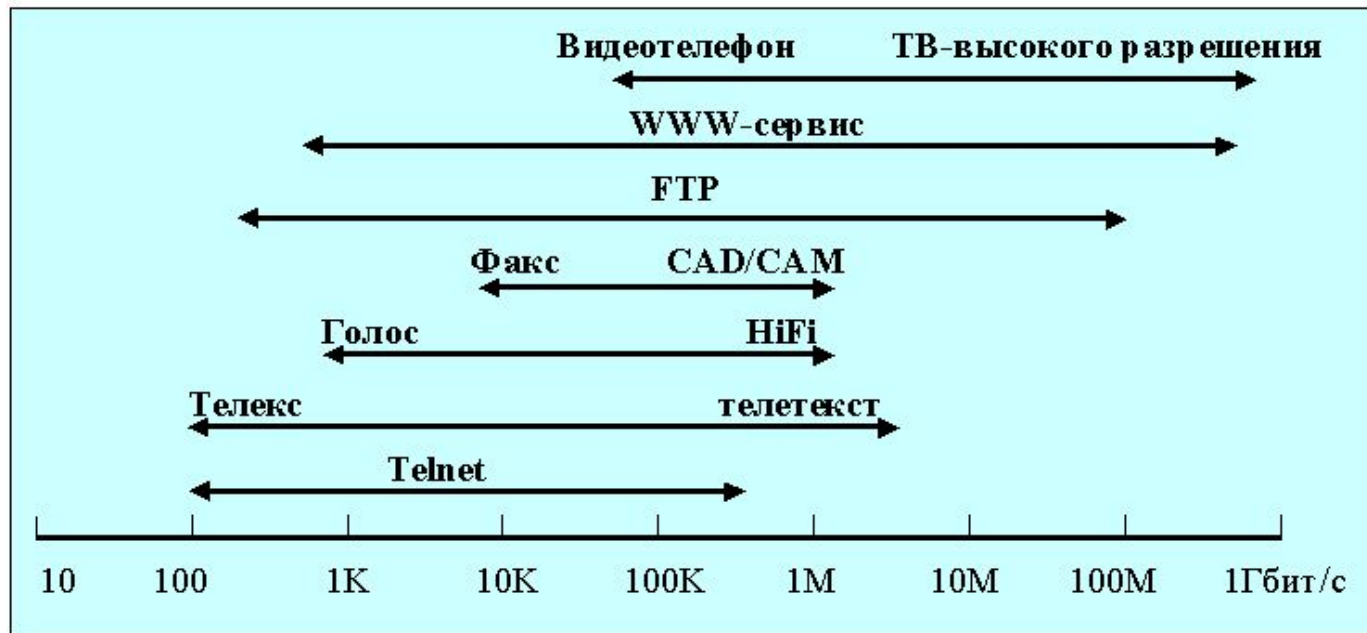 Видеотелефон ТВ-высокого разрешения
WWW-сервис
FTP
Факс CAD/CAM
Голос HiFi
Телекс телетекст
Telnet
10 100 1K 10K 100K 1M 10M 100M 1Гбит/с